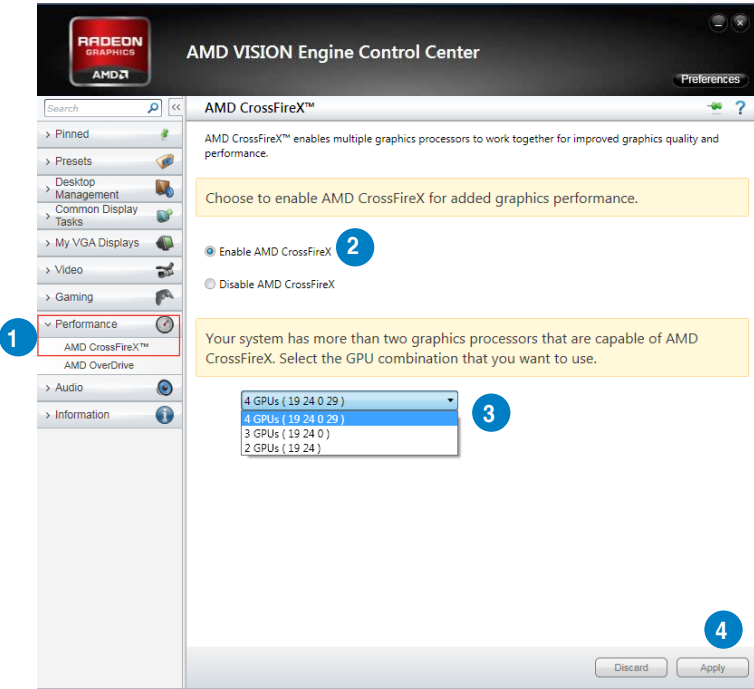 RADEON
GRAPHICS
AMD
AMD VISION Engine Control Center
Preferences
Search
<<
AMD CrossFireX™
?
> Pinned
> Presets
> Desktop
Management
> Common Display
Tasks
> My VGA Displays
> Video
> Gaming
1
Performance
AMD CrossFireX™
AMD OverDrive
> Audio
> Information
AMD CrossFireX™ enables multiple graphics processors to work together for improved graphics quality and
performance.
Choose to enable AMD CrossFireX for added graphics performance.
Enable AMD CrossFireX
2
Disable AMD CrossFireX
Your system has more than two graphics processors that are capable of AMD
CrossFireX. Select the GPU combination that you want to use.
4 GPUs ( 19 24 0 29 )
4 GPUs ( 19 24 0 29 )
3 GPUs ( 19 24 0 )
2 GPUs ( 19 24 )
3
4
Discard
Apply